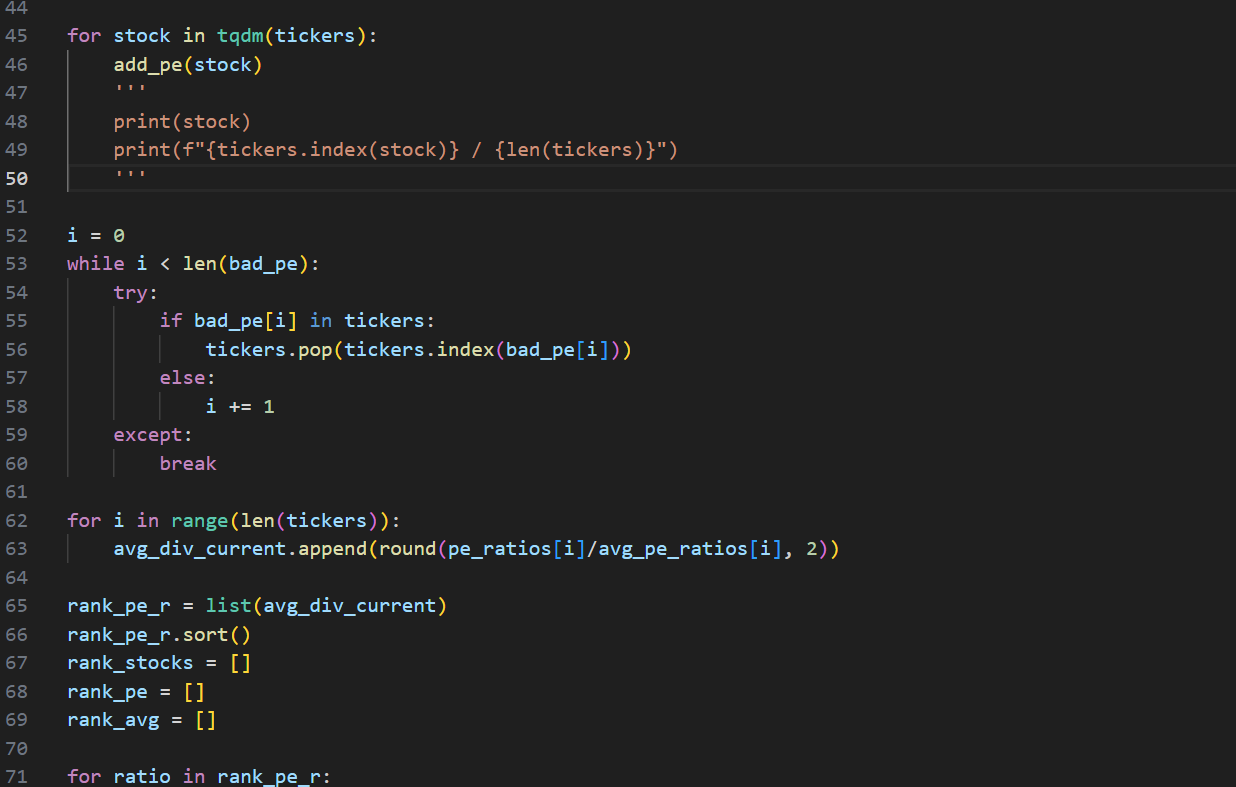 44
45 for stock in tqdm(tickers):
46     add_pe(stock)
47     '''
48     print(stock)
49     print(f"{tickers.index(stock)} / {len(tickers)}")
50     '''
51
52 i = 0
53 while i < len(bad_pe):
54     try:
55         if bad_pe[i] in tickers:
56             tickers.pop(tickers.index(bad_pe[i]))
57         else:
58             i += 1
59     except:
60         break
61
62 for i in range(len(tickers)):
63     avg_div_current.append(round(pe_ratios[i]/avg_pe_ratios[i], 2))
64
65 rank_pe_r = list(avg_div_current)
66 rank_pe_r.sort()
67 rank_stocks = []
68 rank_pe = []
69 rank_avg = []
70
71 for ratio in rank_pe_r: